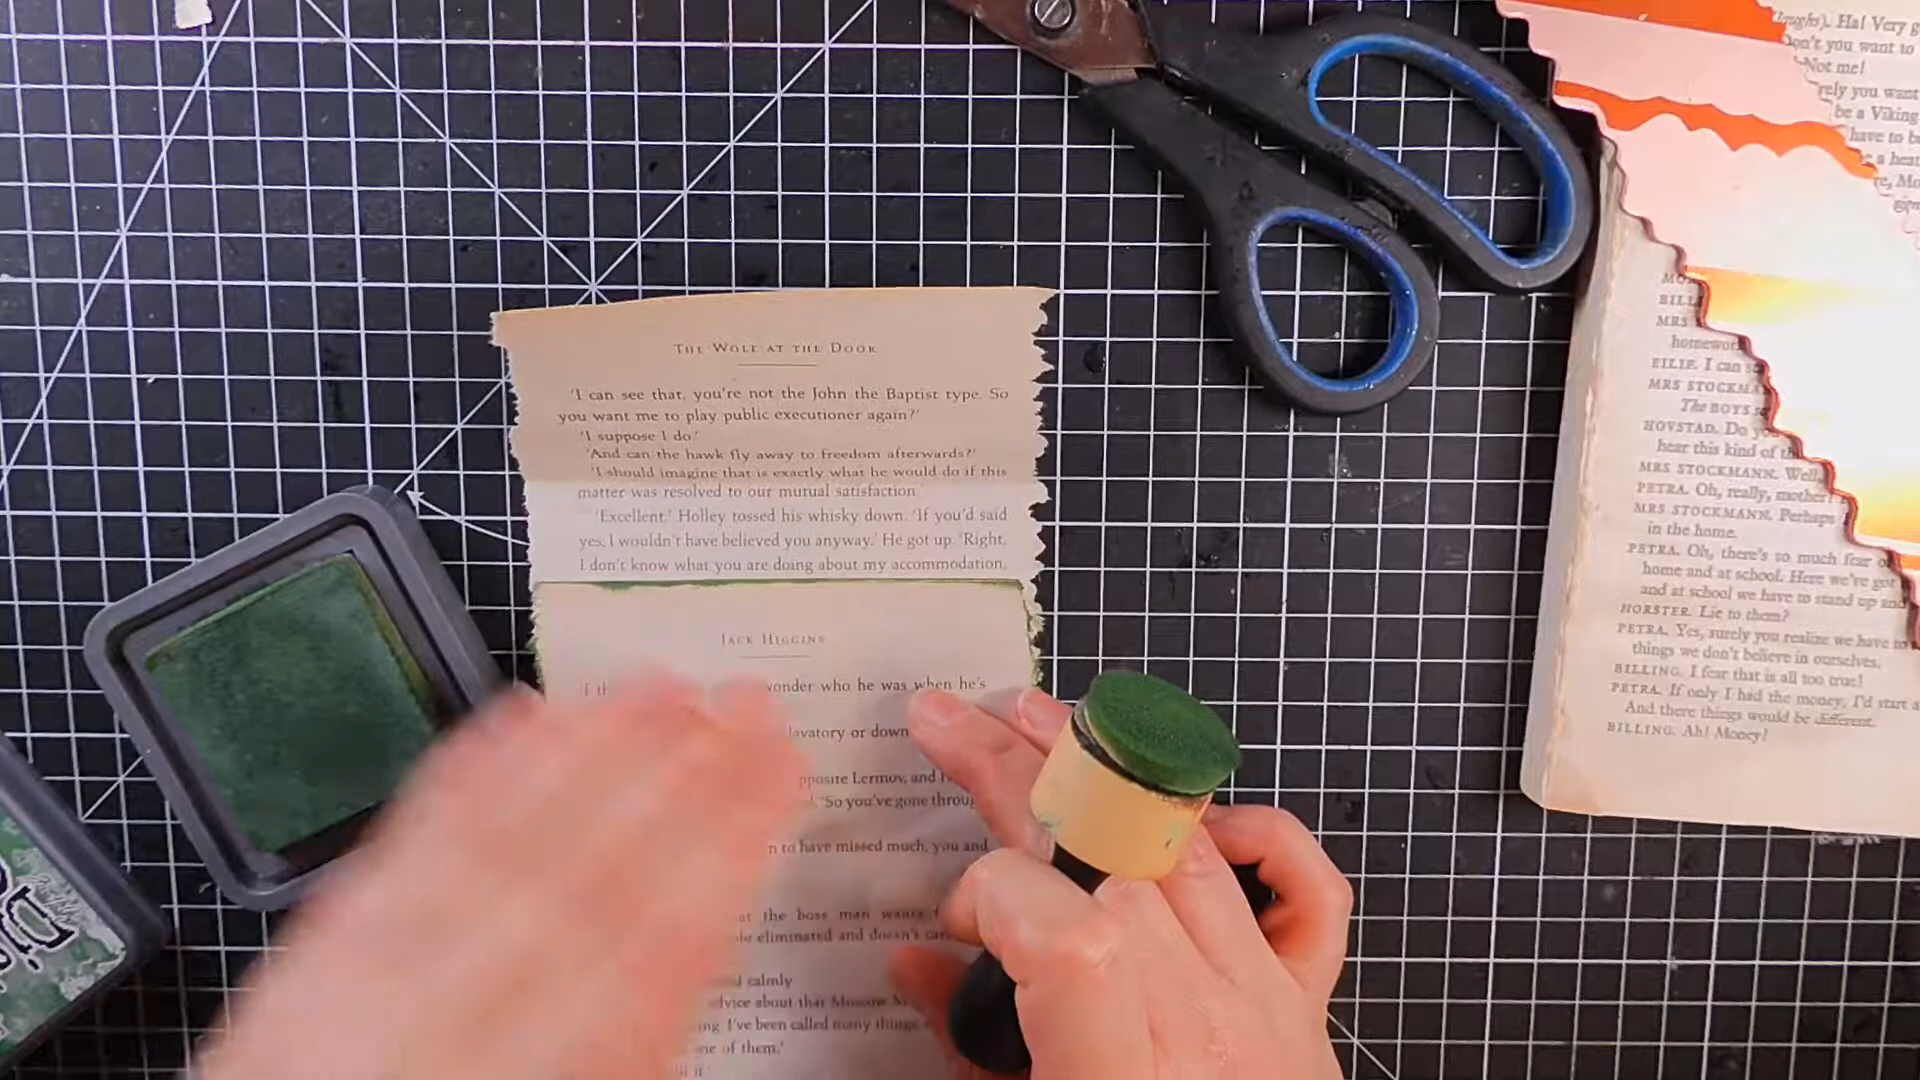 THE WOLF AT THE DOOR
'I can see that, you're not the John the Baptist type. So
you want me to play public executioner again?'
'I suppose I do.'
'And can the hawk fly away to freedom afterwards?'
'I should imagine that is exactly what he would do if this
matter was resolved to our mutual satisfaction.'
'Excellent.' Holley tossed his whisky down. 'If you'd said
yes, I wouldn't have believed you anyway.' He got up. 'Right,
I don't know what you are doing about my accommodation,
JACK HIGGINS
wonder who he was when he's
lavatory or down
Lermov, and
'So you've gone
to have missed much, you and
the boss man wants
eliminated and doesn't
calmly
about that Moscow
I've been called many things
of them.'
Ha! Very
Don't you want to
Not me!
you want
be a Viking
have to
a
MRS
EILIF. I can
MRS
The BOYS
HOVSTAD. Do
hear this kind of
MRS STOCKMANN. Well,
PETRA. Oh, really, mother!
MRS STOCKMANN. Perhaps
in the home.
PETRA. Oh, there's so much fear
home and at school. Here we've got
and at school we have to stand up and
HORSTER. Lie to them?
PETRA. Yes, surely you realize we have to
things we don't believe in ourselves.
BILLING. I fear that is all too true!
PETRA. If only I had the money, I'd start a
And there things would be different.
BILLING. Ah! Money!